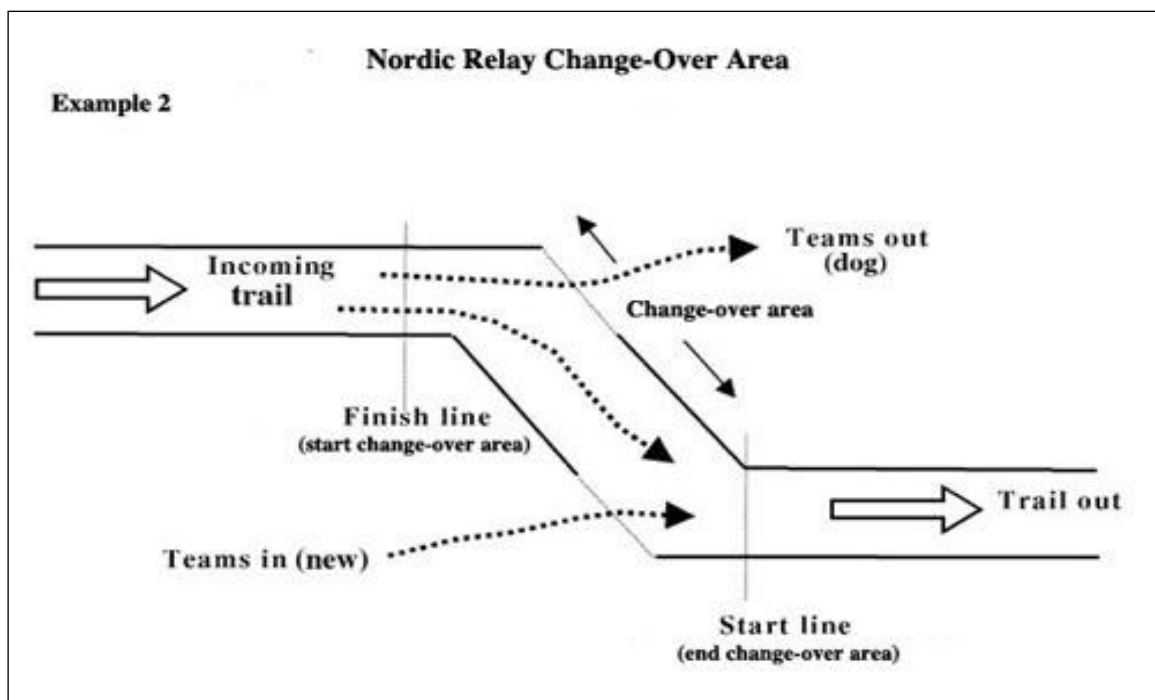 Nordic Relay Change-Over Area
Example 2
Incoming
trail
Teams out
(dog)
Change-over area
Finish line
(start change-over area)
Trail out
Teams in (new)
Start line
(end change-over area)